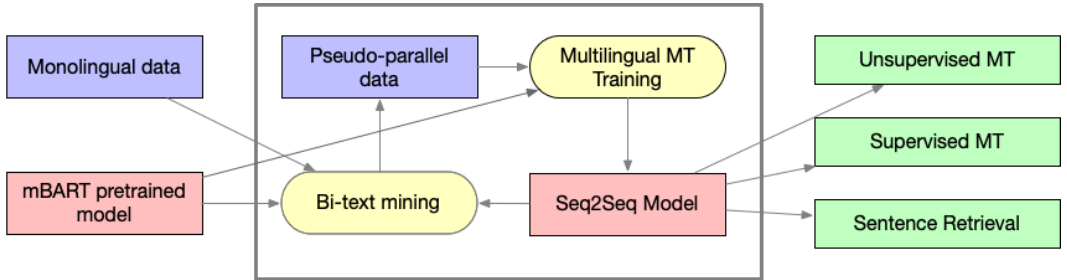 Monolingual data
Pseudo-parallel
data
Multilingual MT
Training
Unsupervised MT
Supervised MT
mBART pretrained
model
Bi-text mining
Seq2Seq Model
Sentence Retrieval